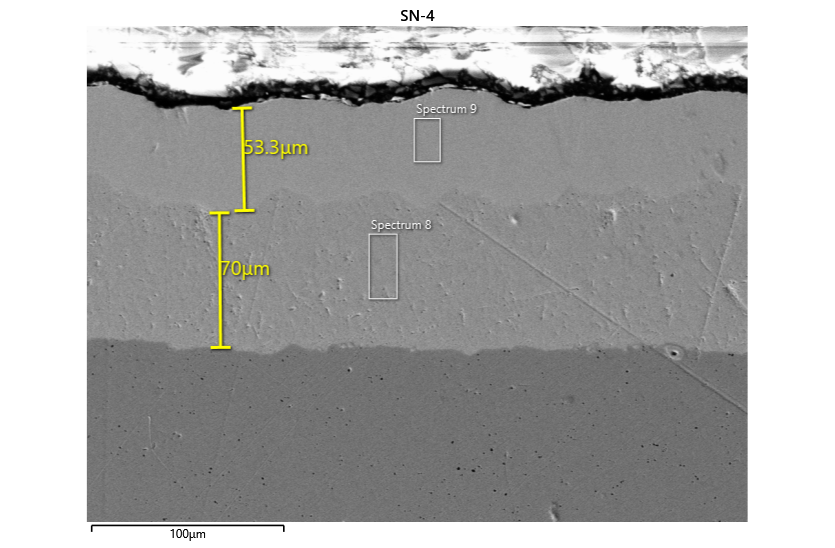 SN-4
Spectrum 9
53.3μm
Spectrum 8
70μm
100μm